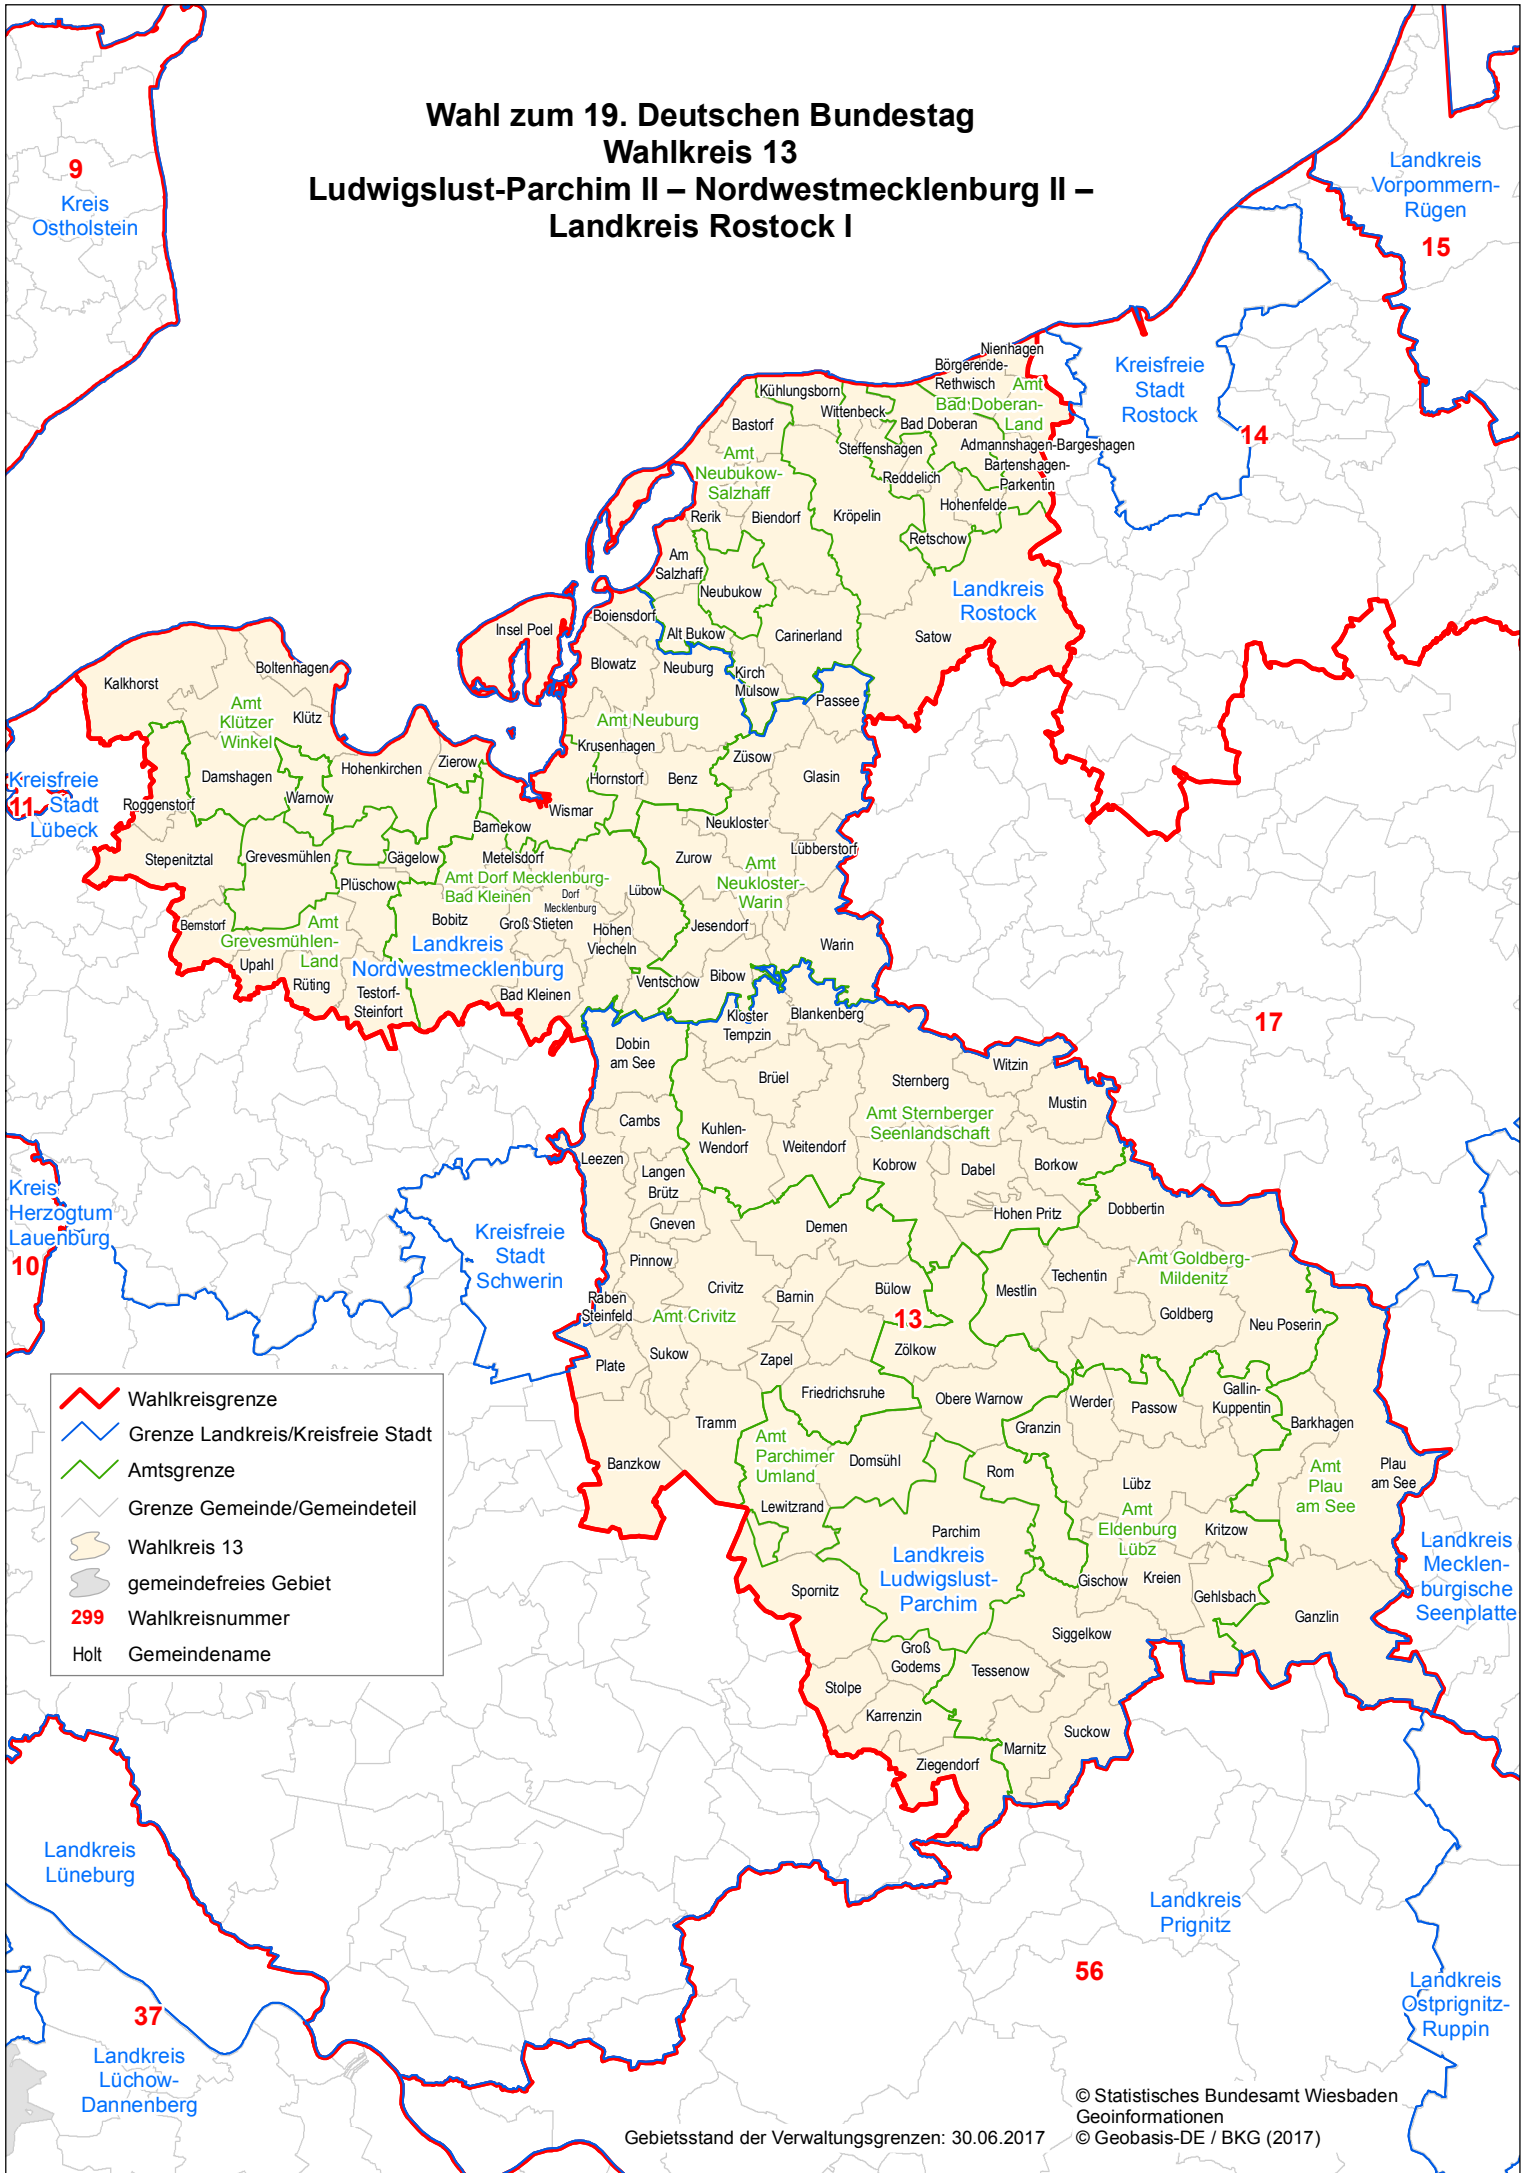 Wahl zum 19. Deutschen Bundestag
Wahlkreis 13
Ludwigslust-Parchim II – Nordwestmecklenburg II –
Landkreis Rostock I
9
Kreis
Ostholstein
Landkreis
Vorpommern-
Rügen
15
Kreisfreie
Stadt
Rostock
14
Nienhagen
Börgerende-
Rethwisch
Amt
Bad Doberan-
Land
Kühlungsborn
Wittenbeck
Bastorf
Bad Doberan
Steffenshagen
Admannshagen-Bargeshagen
Amt
Neubukow-
Salzhaff
Bartenshagen-
Parkentin
Reddelich
Hohenfelde
Rerik
Biendorf
Kröpelin
Retschow
Am
Salzhaff
Neubukow
Landkreis
Rostock
Boiensdorf
Insel Poel
Alt Bukow
Carinerland
Satow
Blowatz
Neuburg
Kirch
Mulsow
Passee
Boltenhagen
Kalkhorst
Amt
Klützer
Winkel
Klütz
Amt Neuburg
Krusenhagen
Züsow
Hohenkirchen
Zierow
Damshagen
Hornstorf
Benz
Glasin
Kreisfreie
Stadt
Lübeck
11
Warnow
Roggenstorf
Wismar
Barnekow
Neukloster
Stepenitztal
Grevesmühlen
Gägelow
Metelsdorf
Zurow
Lübberstorf
Plüschow
Amt Dorf Mecklenburg-
Bad Kleinen
Dorf
Mecklenburg
Lübow
Amt
Neukloster-
Warin
Bernstorf
Amt
Grevesmühlen-
Land
Bobitz
Groß Stieten
Hohen
Viecheln
Jesendorf
Landkreis
Nordwestmecklenburg
Warin
Upahl
Rüting
Testorf-
Steinfort
Bad Kleinen
Ventschow
Bibow
Kloster
Tempzin
Blankenberg
17
Dobin
am See
Brüel
Sternberg
Witzin
Mustin
Cambs
Kuhlen-
Wendorf
Amt Sternberger
Seenlandschaft
Weitendorf
Leezen
Langen
Brütz
Kobrow
Dabel
Borkow
Kreis
Herzogtum
Lauenburg
10
Gneven
Demen
Hohen Pritz
Dobbertin
Kreisfreie
Stadt
Schwerin
Pinnow
Crivitz
Barnin
Bülow
Mestlin
Techentin
Amt Goldberg-
Mildenitz
Raben
Steinfeld
Amt Crivitz
13
Goldberg
Neu Poserin
Plate
Sukow
Zapel
Zölkow
Friedrichsruhe
Obere Warnow
Werder
Passow
Gallin-
Kuppentin
Tramm
Granzin
Barkhagen
Banzkow
Amt
Parchimer
Umland
Domsühl
Rom
Lübz
Amt
Plau
am See
Plau
am See
Lewitzrand
Parchim
Amt
Eldenburg
Lübz
Kritzow
Landkreis
Ludwigslust-
Parchim
Landkreis
Mecklen-
burgische
Seenplatte
Spornitz
Gischow
Kreien
Gehlsbach
Ganzlin
Siggelkow
Groß
Godems
Tessenow
Stolpe
Karrenzin
Suckow
Marnitz
Ziegendorf
Wahlkreisgrenze
Grenze Landkreis/Kreisfreie Stadt
Amtsgrenze
Grenze Gemeinde/Gemeindeteil
Wahlkreis 13
gemeindefreies Gebiet
299 Wahlkreisnummer
Holt Gemeindename
Landkreis
Lüneburg
Landkreis
Prignitz
56
Landkreis
Ostprignitz-
Ruppin
37
Landkreis
Lüchow-
Dannenberg
Gebietsstand der Verwaltungsgrenzen: 30.06.2017
© Statistisches Bundesamt Wiesbaden
Geoinformationen
© Geobasis-DE / BKG (2017)